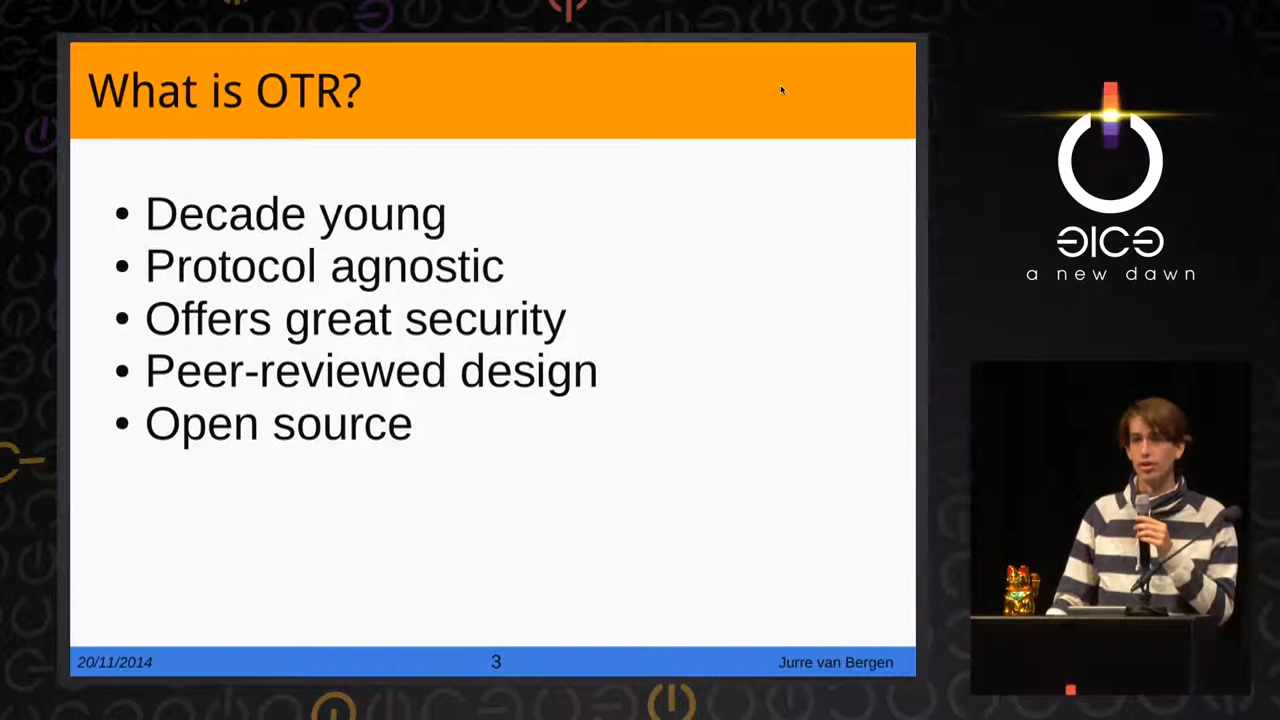 What is OTR?
• Decade young
• Protocol agnostic
• Offers great security
• Peer-reviewed design
• Open source
20/11/2014
3
Jurre van Bergen
a new dawn